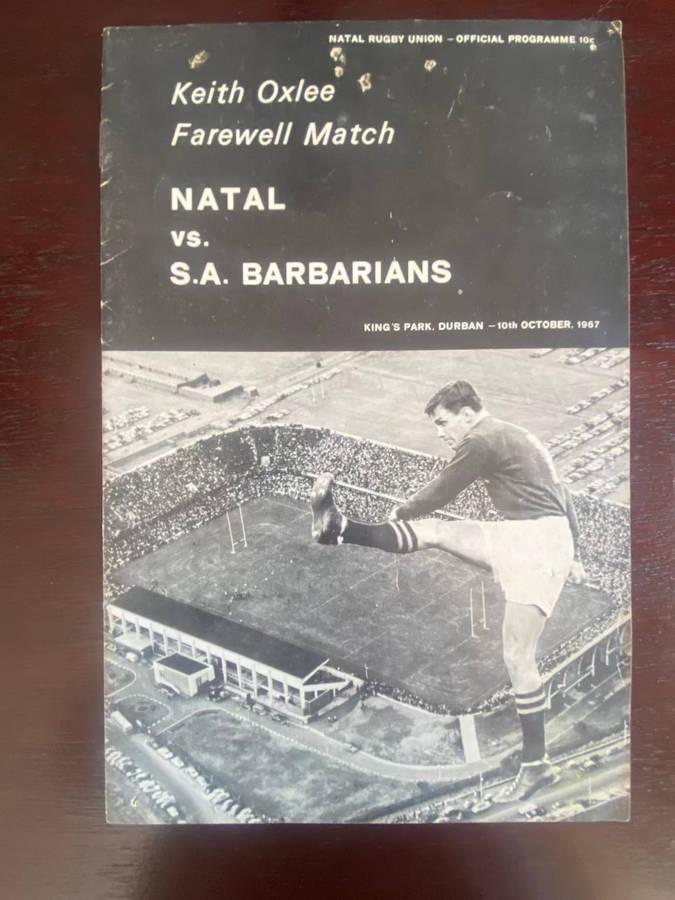 NATAL RUGBY UNION – OFFICIAL PROGRAMME 10c
Keith Oxlee
Farewell Match
NATAL
vs.
S.A. BARBARIANS
KING'S PARK, DURBAN – 10th OCTOBER, 1967